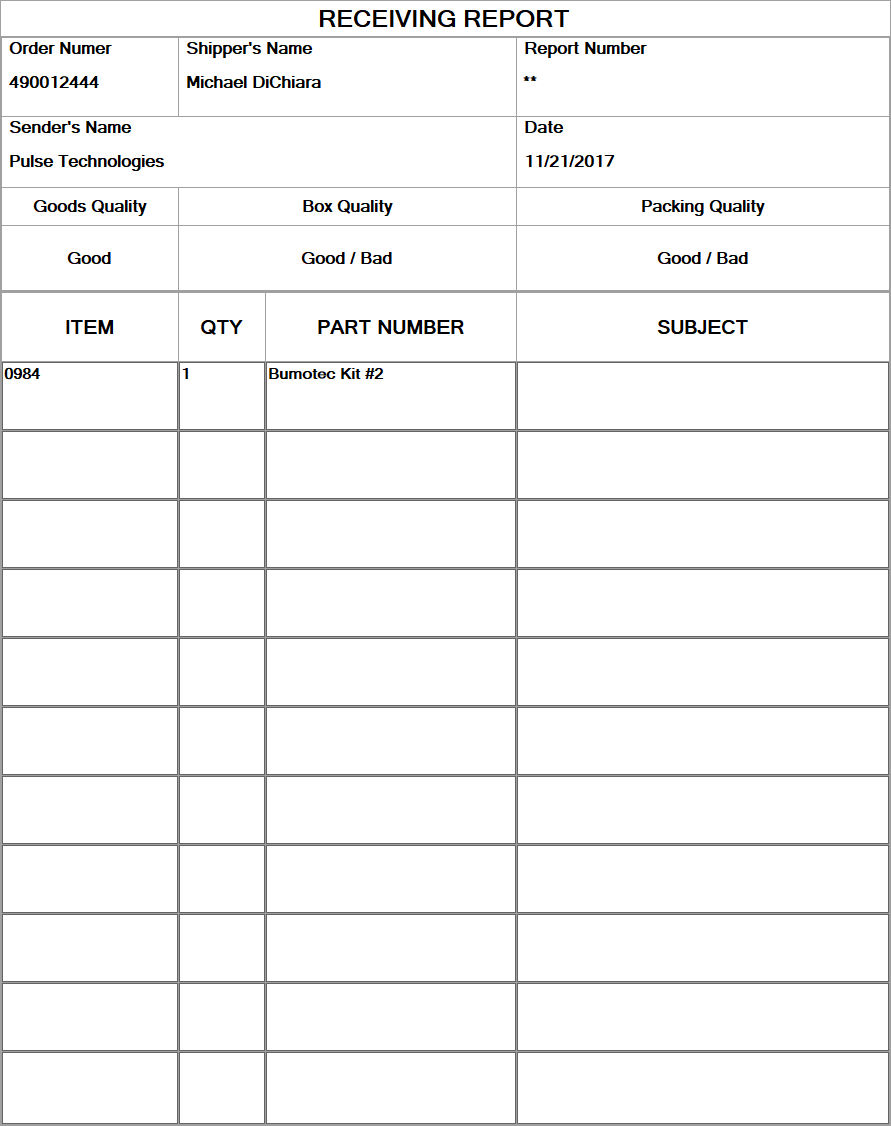 RECEIVING REPORT
Order Numer
Shipper's Name
Report Number
490012444
Michael DiChiara
**
Sender's Name
Date
Pulse Technologies
11/21/2017
Goods Quality
Box Quality
Packing Quality
Good
Good / Bad
Good / Bad
ITEM
QTY
PART NUMBER
SUBJECT
0984
1
Bumotec Kit #2